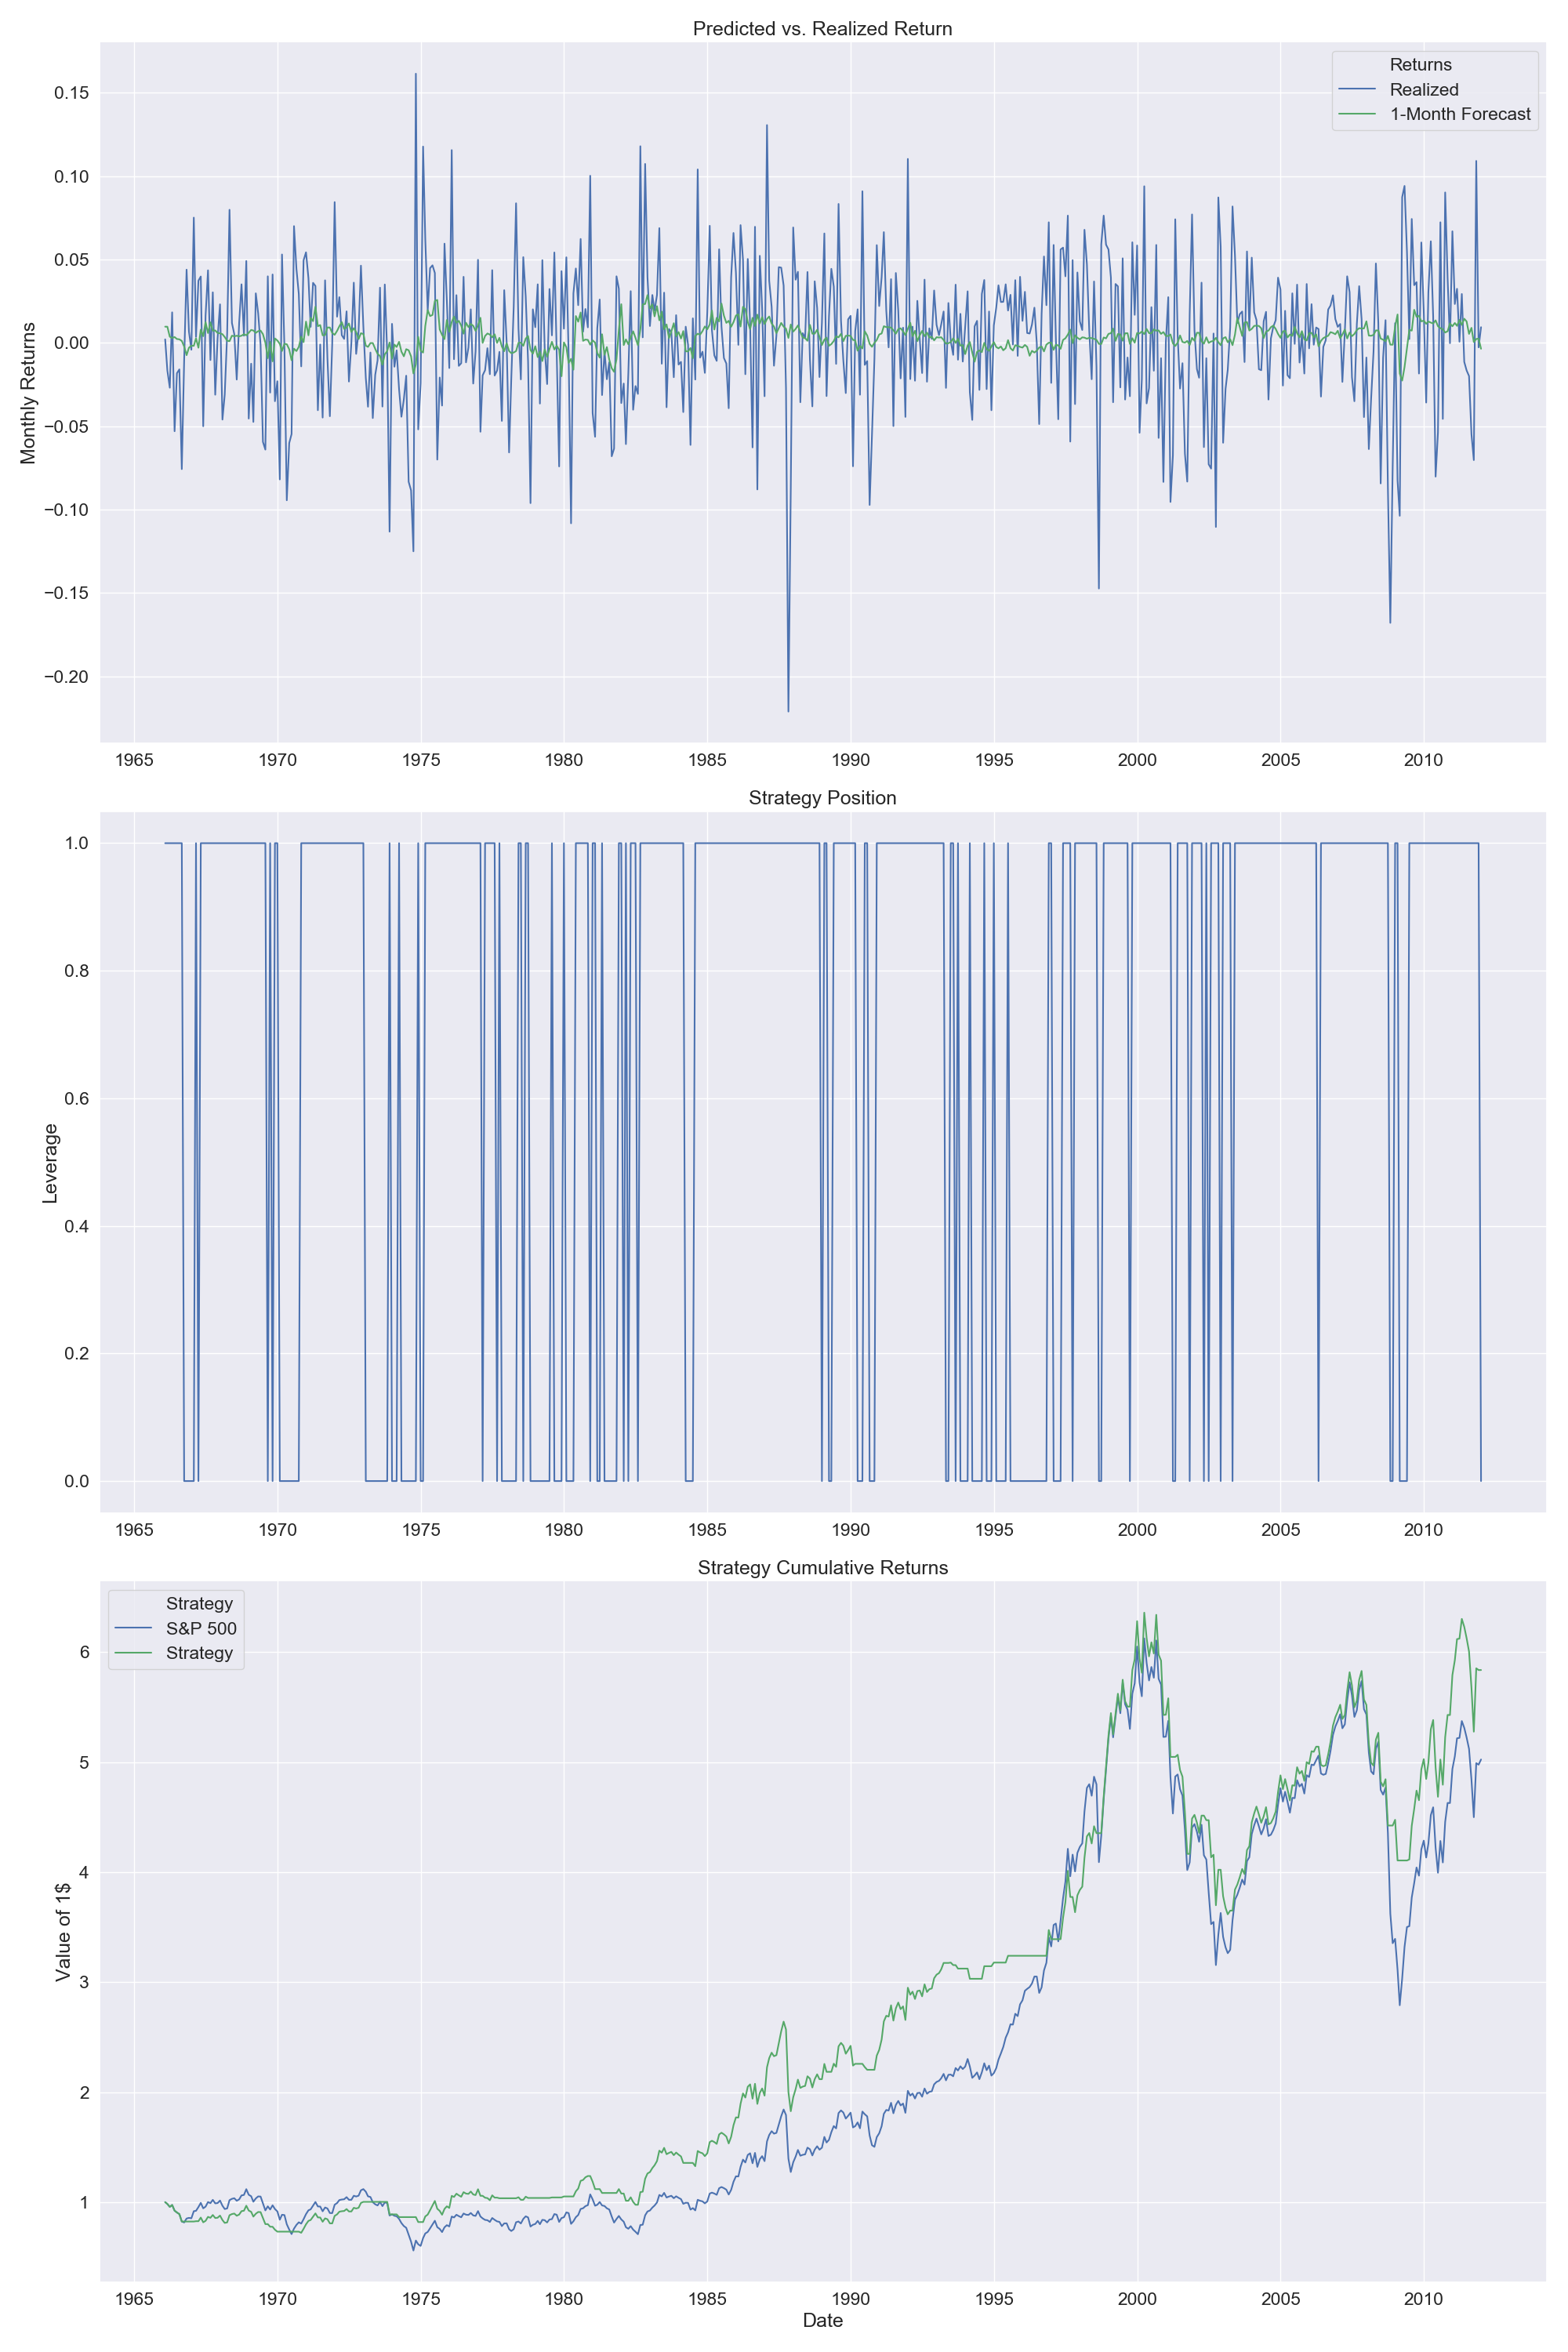 Predicted vs. Realized Return
Returns
Realized
1-Month Forecast
Monthly Returns
0.15
0.10
0.05
0.00
−0.05
−0.10
−0.15
−0.20
1965 1970 1975 1980 1985 1990 1995 2000 2005 2010
Strategy Position
Leverage
1.0
0.8
0.6
0.4
0.2
0.0
1965 1970 1975 1980 1985 1990 1995 2000 2005 2010
Strategy Cumulative Returns
Strategy
S&P 500
Strategy
Value of 1$
6
5
4
3
2
1
1965 1970 1975 1980 1985 1990 1995 2000 2005 2010
Date